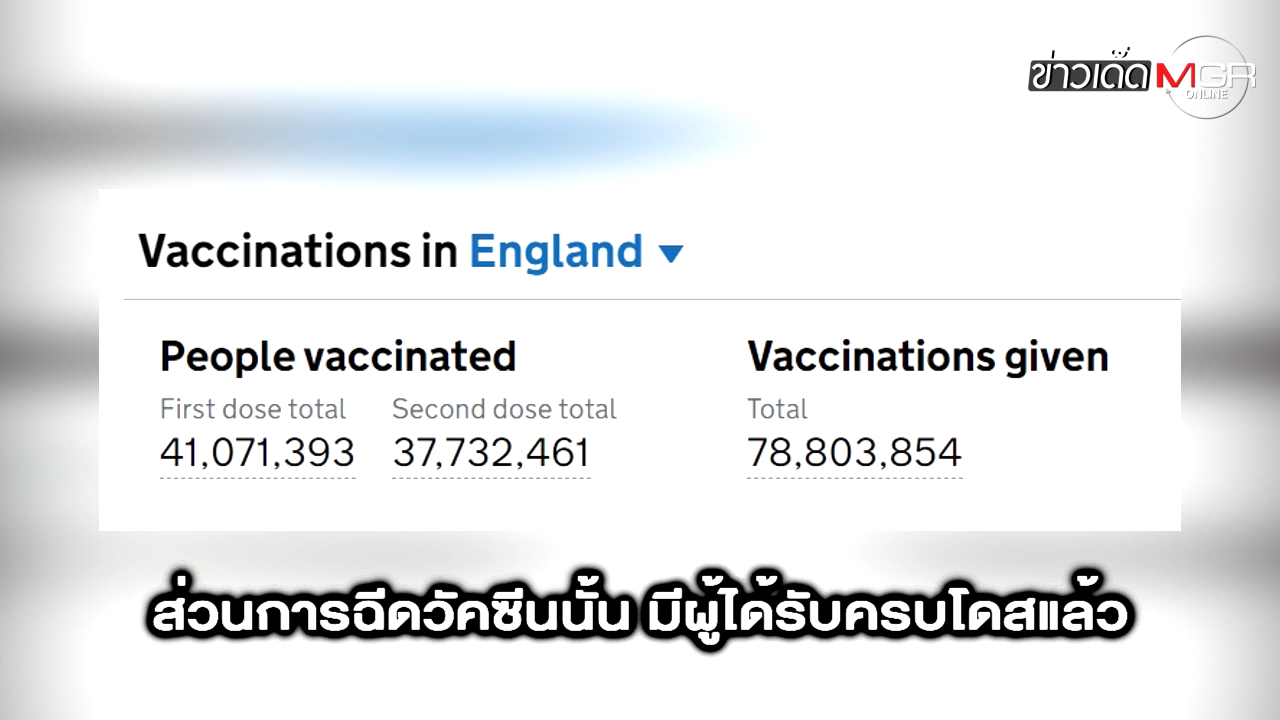 ข่าวเด๊ด MGR
ONLINE
Vaccinations in England
People vaccinated
Vaccinations given
First dose total
Second dose total
Total
41,071,393
37,732,461
78,803,854
ส่วนการฉีดวัคซีนนั้น มีผู้ได้รับครบโดสแล้ว